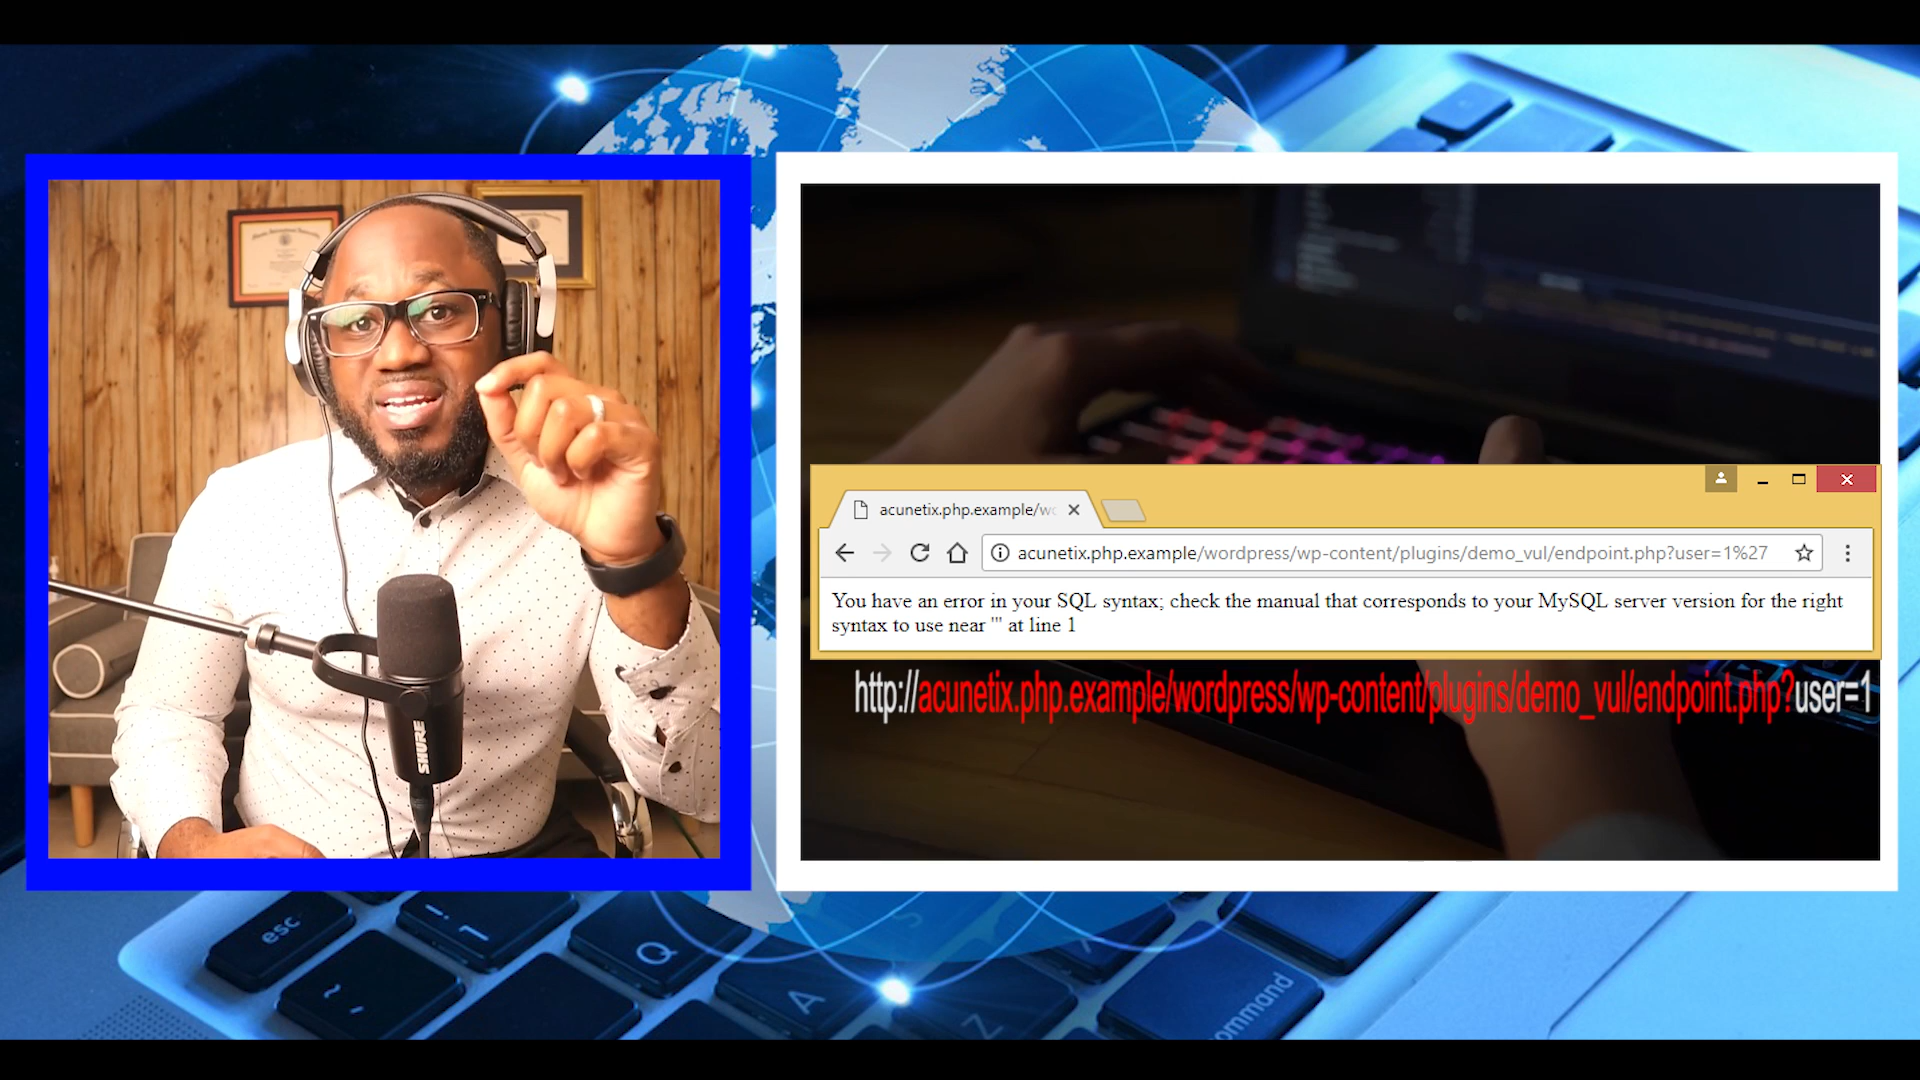 acunetix.php.example/wo
acunetix.php.example/wordpress/wp-content/plugins/demo_vul/endpoint.php?user=1%27
You have an error in your SQL syntax; check the manual that corresponds to your MySQL server version for the right
syntax to use near ''' at line 1
http://acunetix.php.example/wordpress/wp-content/plugins/demo_vul/endpoint.php?user=1
SHURE
esc
Q
A
S
Z
ommand